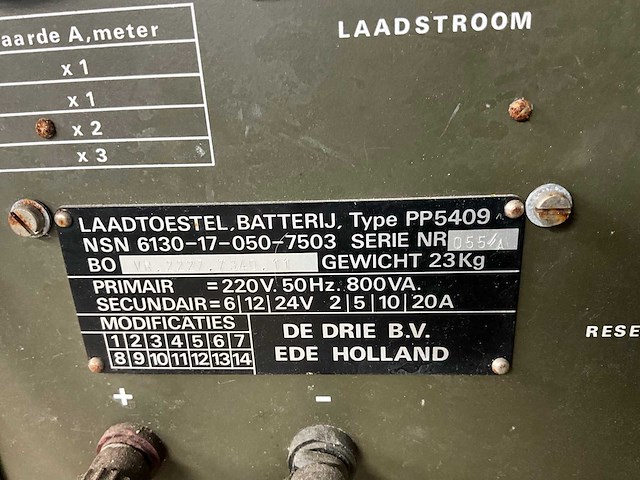 aarde A,meter
x 1
x 1
x 2
x 3
LAADSTROOM
LAADTOESTEL, BATTERIJ, Type PP5409
NSN 6130-17-050-7503 SERIE NR
BO GEWICHT 23Kg
PRIMAIR = 220V. 50Hz. 800VA.
SECUNDAIR = 6|12|24V 2|5|10|20A
MODIFICATIES
1 2 3 4 5 6 7
8 9 10 11 12 13 14
DE DRIE B.V.
EDE HOLLAND
RESE
+ -